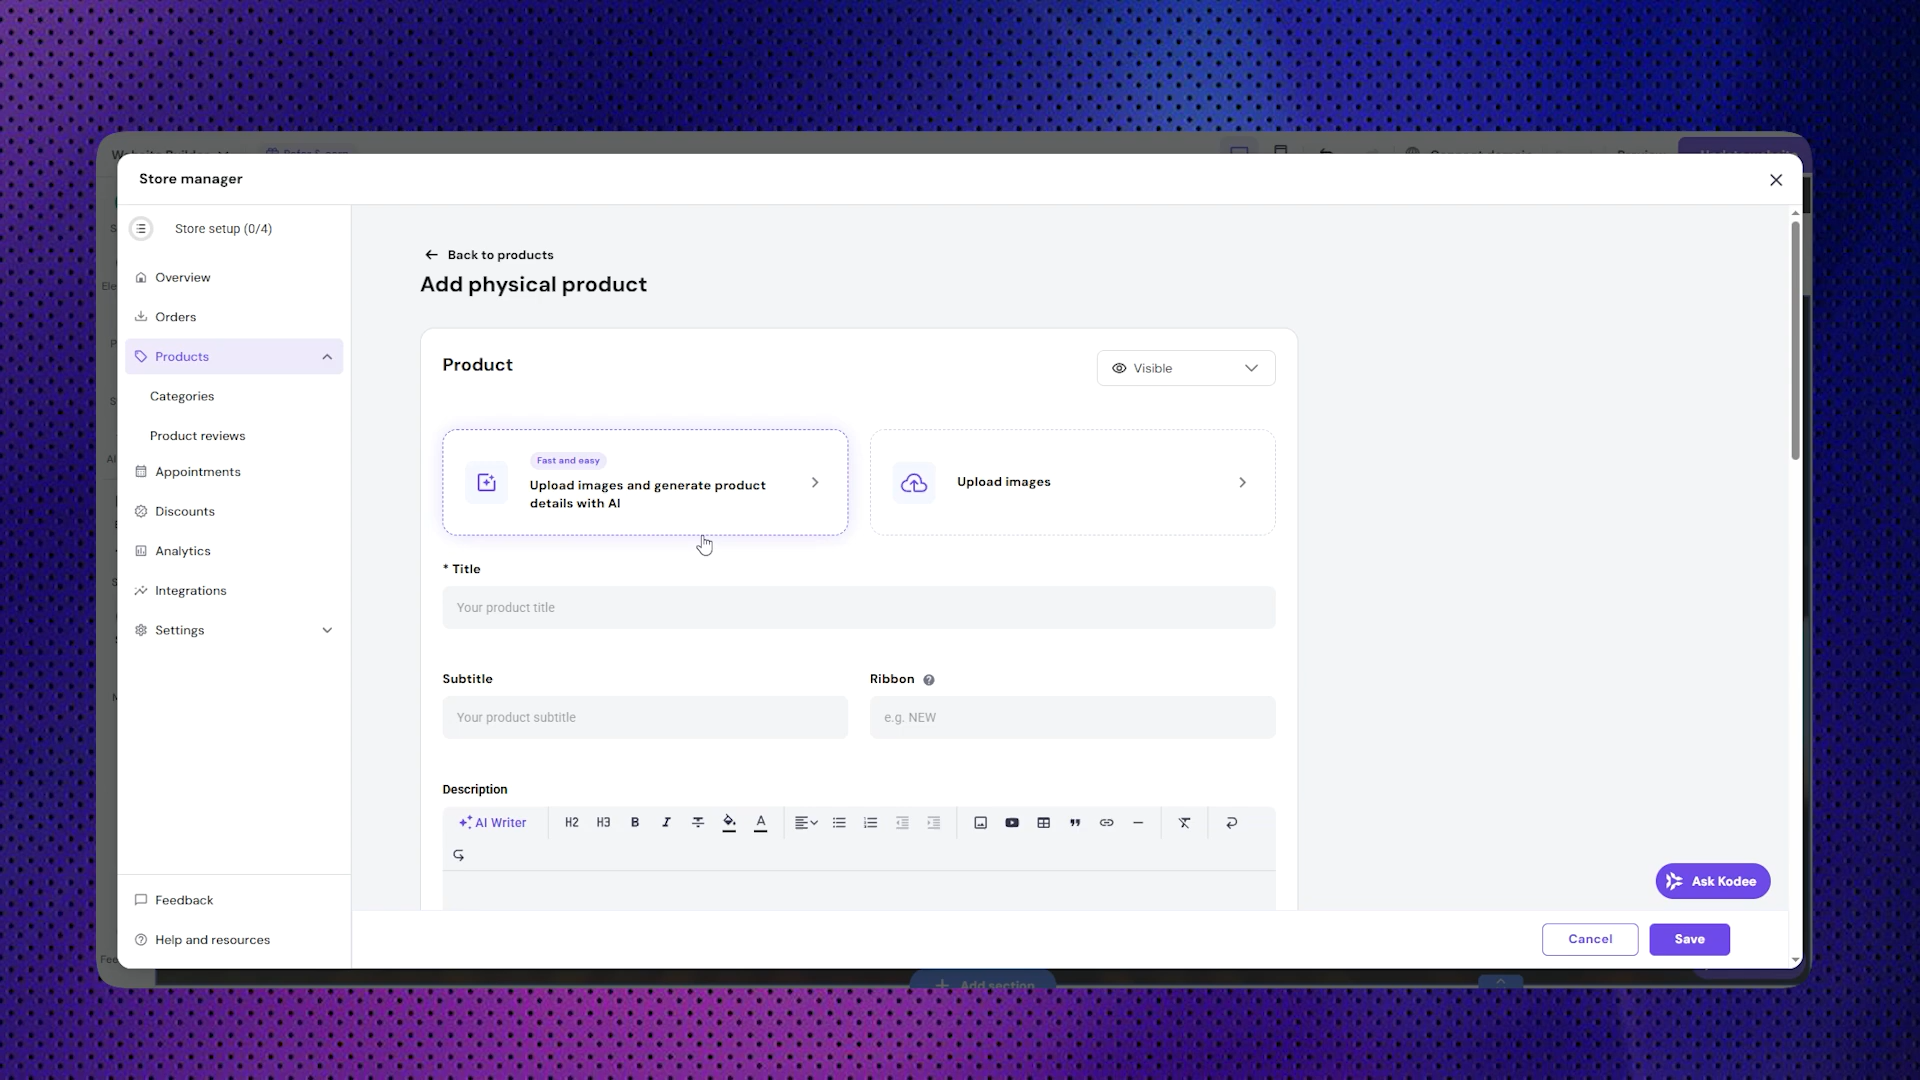 Store manager
Store setup (0/4)
Overview
Orders
Products
Categories
Product reviews
Appointments
Discounts
Analytics
Integrations
Settings
Feedback
Help and resources
Back to products
Add physical product
Product
Visible
Fast and easy
Upload images and generate product
details with AI
Upload images
* Title
Your product title
Subtitle
Your product subtitle
Ribbon
e.g. NEW
Description
AI Writer
H2
H3
B
I
A
Ask Kodee
Cancel
Save
Add section